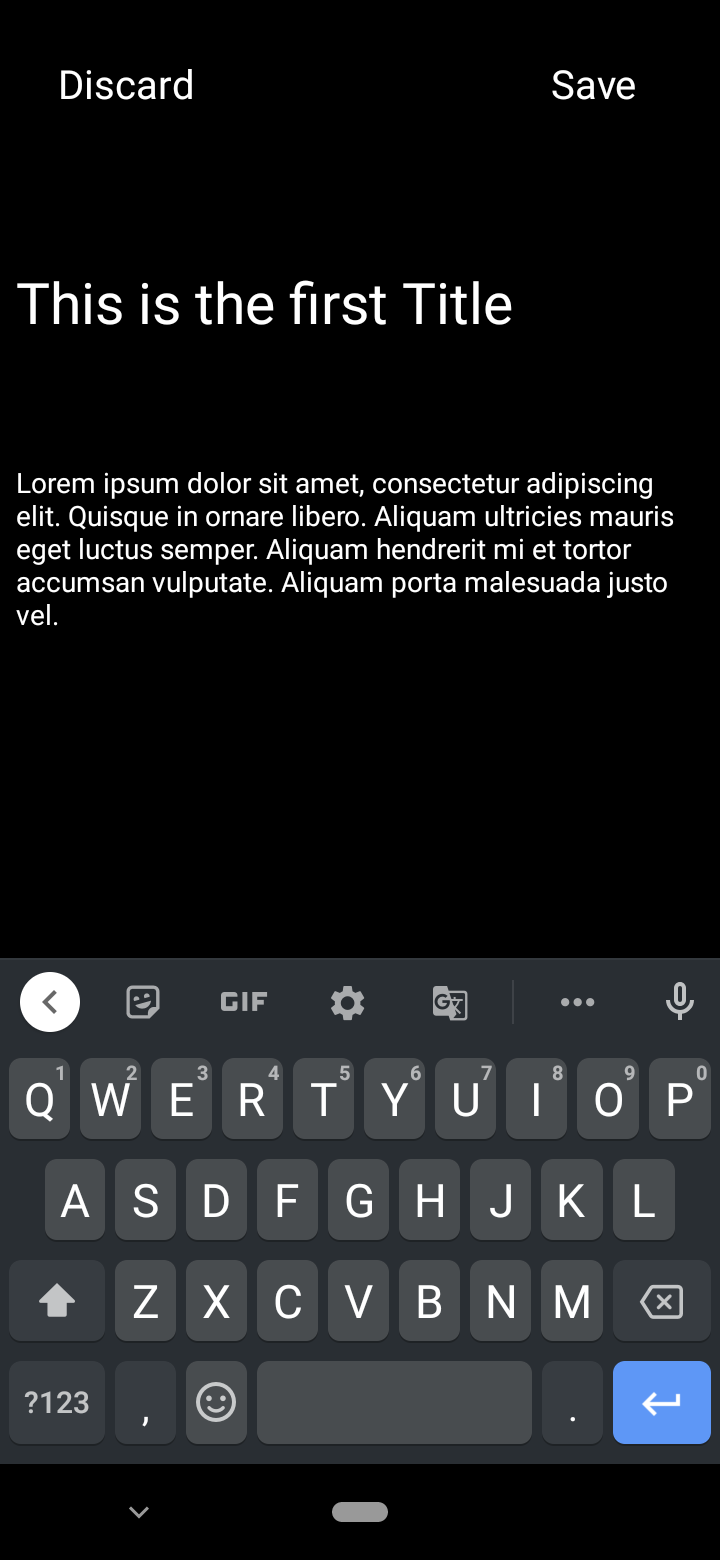 Discard Save
This is the first Title
Lorem ipsum dolor sit amet, consectetur adipiscing
elit. Quisque in ornare libero. Aliquam ultricies mauris
eget luctus semper. Aliquam hendrerit mi et tortor
accumsan vulputate. Aliquam porta malesuada justo
vel.
GIF G
1 2 3 4 5 6 7 8 9 0
Q W E R T Y U I O P
A S D F G H J K L
Z X C V B N M
?123 , .